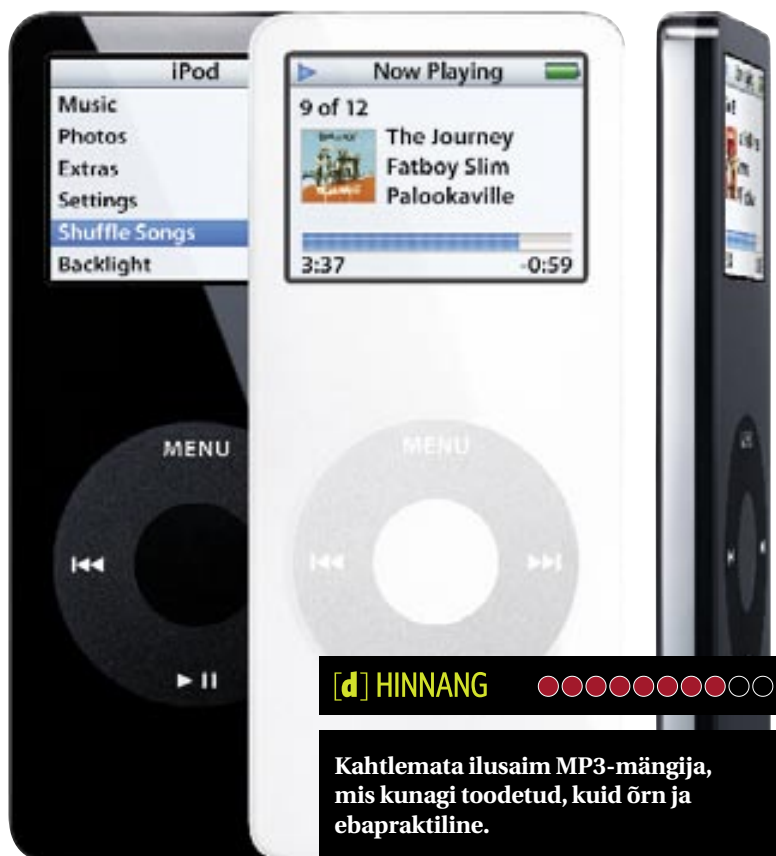 iPod
Music
Photos
Extras
Settings
Shuffle Songs
Backlight
MENU
Now Playing
9 of 12
The Journey
Fatboy Slim
Palookaville
3:37 -0:59
MENU
[d] HINNANG
Kahtlemata ilusaim MP3-mängija,
mis kunagi toodetud, kuid õrn ja
ebapraktiline.